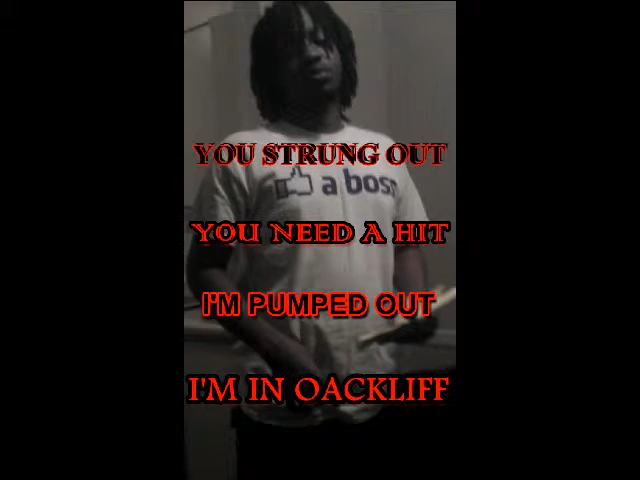 YOU STRUNG OUT
a boss
YOU NEED A HIT
I'M PUMPED OUT
I'M IN OACKLIFF